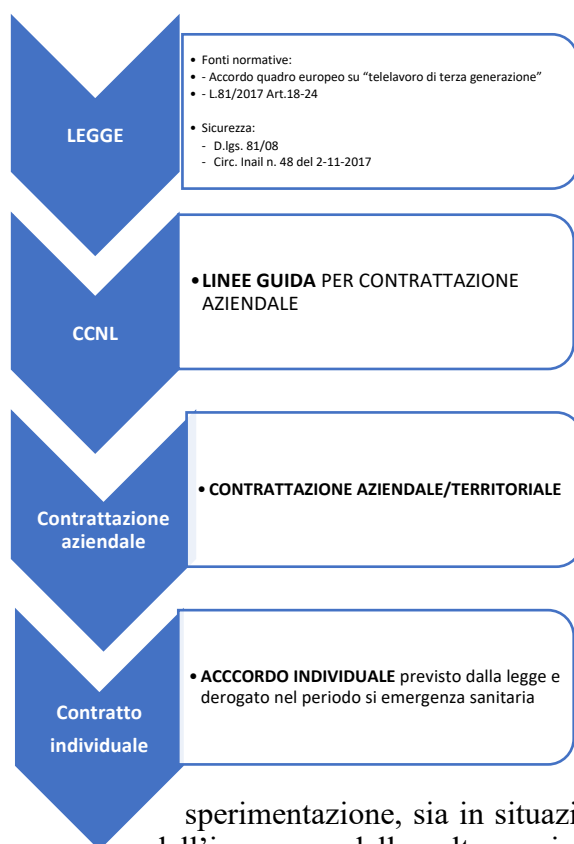 LEGGE
• Fonti normative:
• - Accordo quadro europeo su “telelavoro di terza generazione”
• - L.81/2017 Art.18-24
• Sicurezza:
- D.lgs. 81/08
- Circ. Inail n. 48 del 2-11-2017
CCNL
• LINEE GUIDA PER CONTRATTAZIONE
AZIENDALE
Contrattazione
aziendale
• CONTRATTAZIONE AZIENDALE/TERRITORIALE
Contratto
individuale
• ACCCORDO INDIVIDUALE previsto dalla legge e
derogato nel periodo si emergenza sanitaria
sperimentazione, sia in situazi